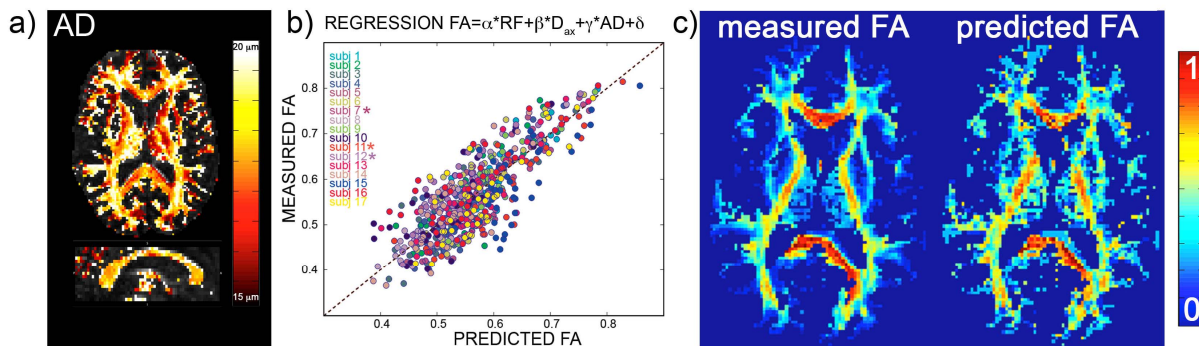 a) AD
20 μm
15 μm
b) REGRESSION FA=α*RF+β*Dax+γ*AD+δ
subj 1
subj 2
subj 3
subj 4
subj 5
subj 6
subj 7*
subj 8
subj 9
subj 10
subj 11*
subj 12*
subj 13
subj 14
subj 15
subj 16
subj 17
MEASURED FA
0.8
0.7
0.6
0.5
0.4
0.4 0.5 0.6 0.7 0.8
PREDICTED FA
c) measured FA predicted FA
1
0